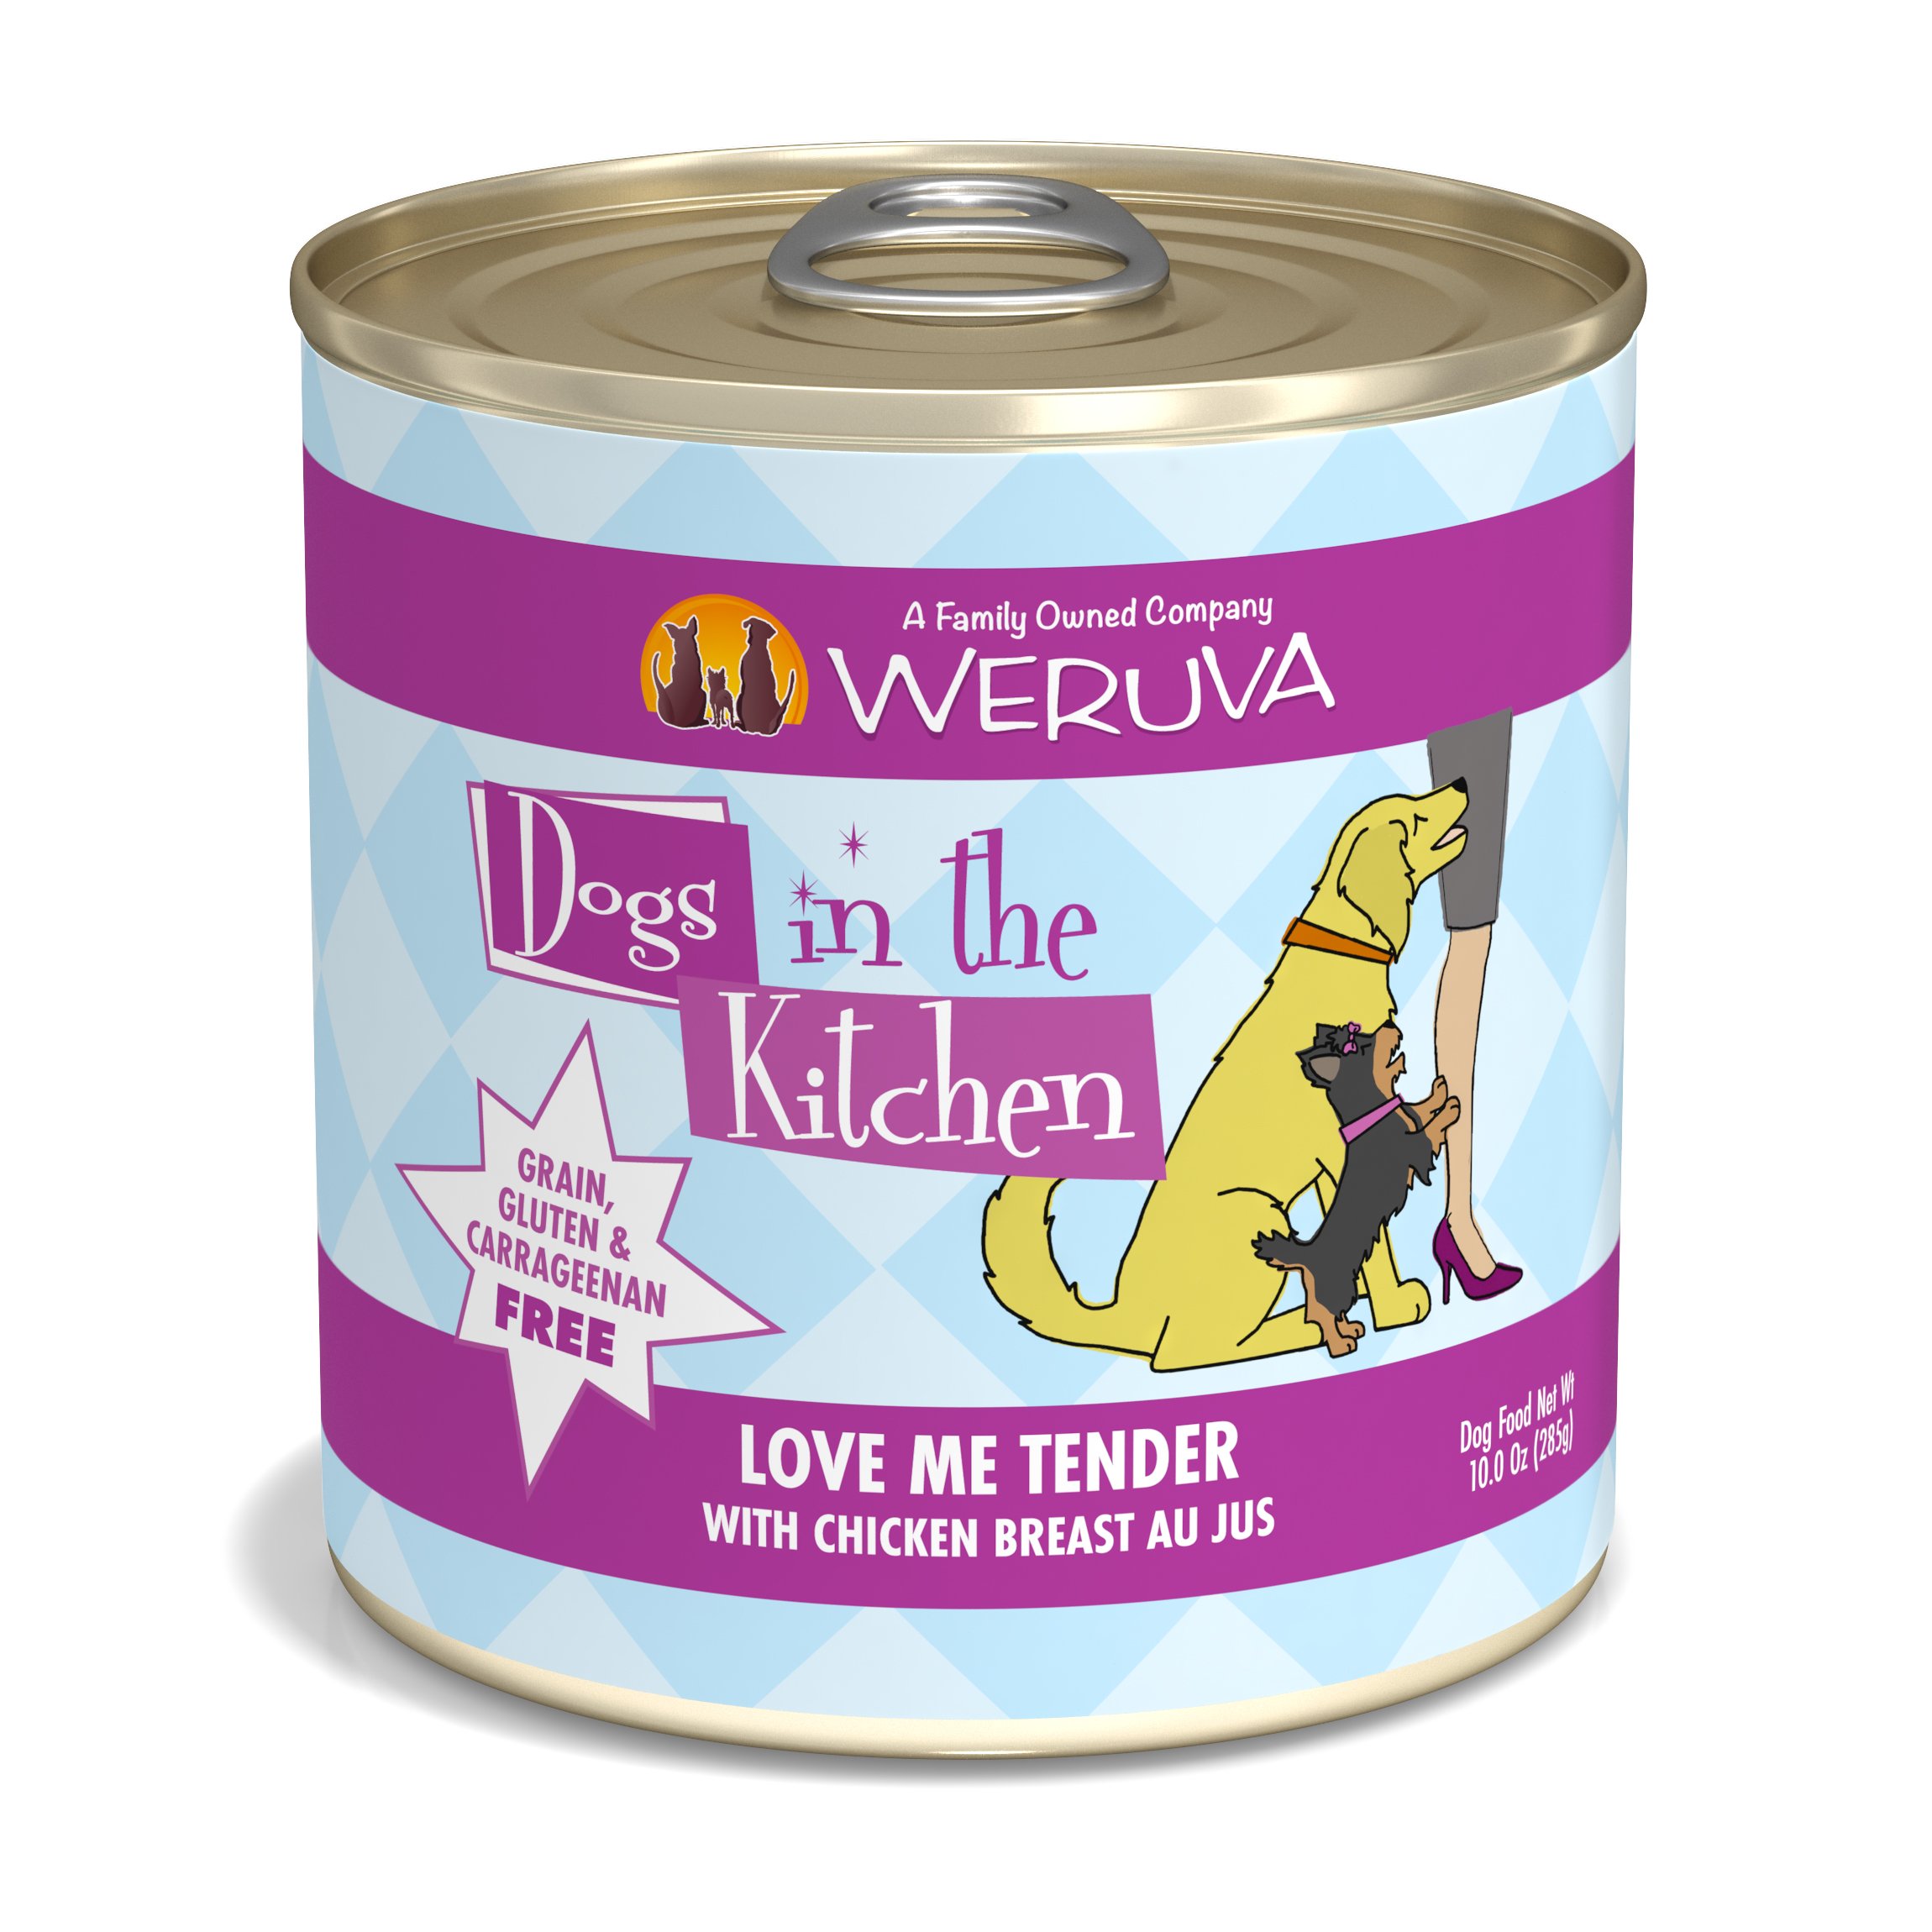 A Family Owned Company
WERUVA
Dogs in the
Kitchen
GRAIN,
GLUTEN &
CARRAGEENAN
FREE
LOVE ME TENDER
WITH CHICKEN BREAST AU JUS
Dog Food Net Wt
10.0 Oz (285g)